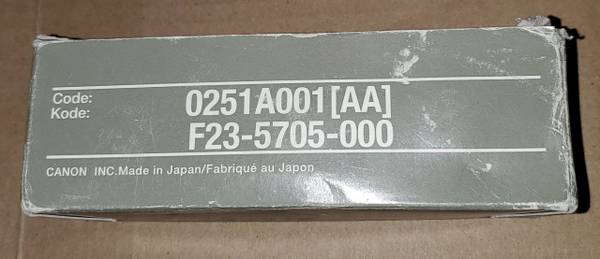 Code: 0251A001[AA]
Kode: F23-5705-000
CANON INC.Made in Japan/Fabriqué au Japon